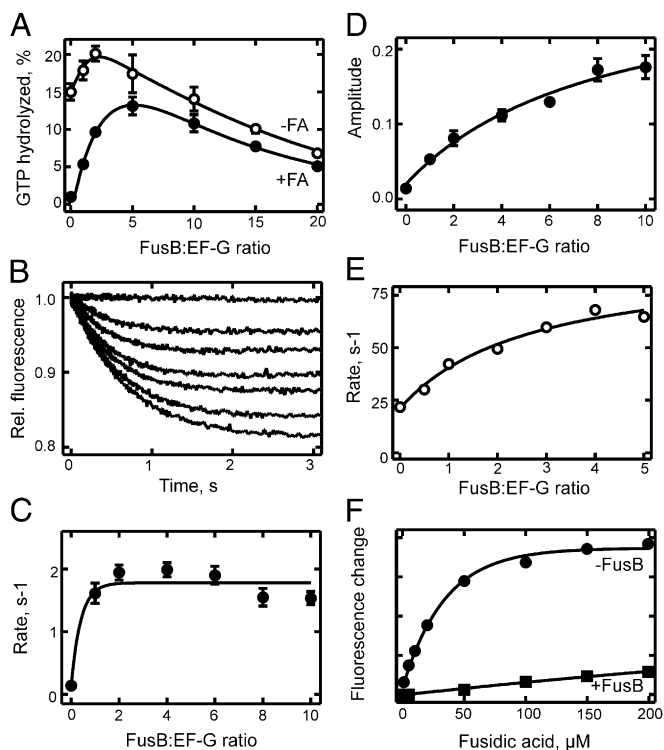 A
GTP hydrolyzed, %
20
15
10
5
0
-FA
+FA
0 5 10 15 20
FusB:EF-G ratio
B
Rel. fluorescence
1.0
0.9
0.8
0 1 2 3
Time, s
C
Rate, s-1
2
1
0
0 2 4 6 8 10
FusB:EF-G ratio
D
Amplitude
0.2
0.1
0.0
0 2 4 6 8 10
FusB:EF-G ratio
E
Rate, s-1
75
50
25
0
0 1 2 3 4 5
FusB:EF-G ratio
F
Fluorescence change
-FusB
+FusB
0 50 100 150 200
Fusidic acid, µM